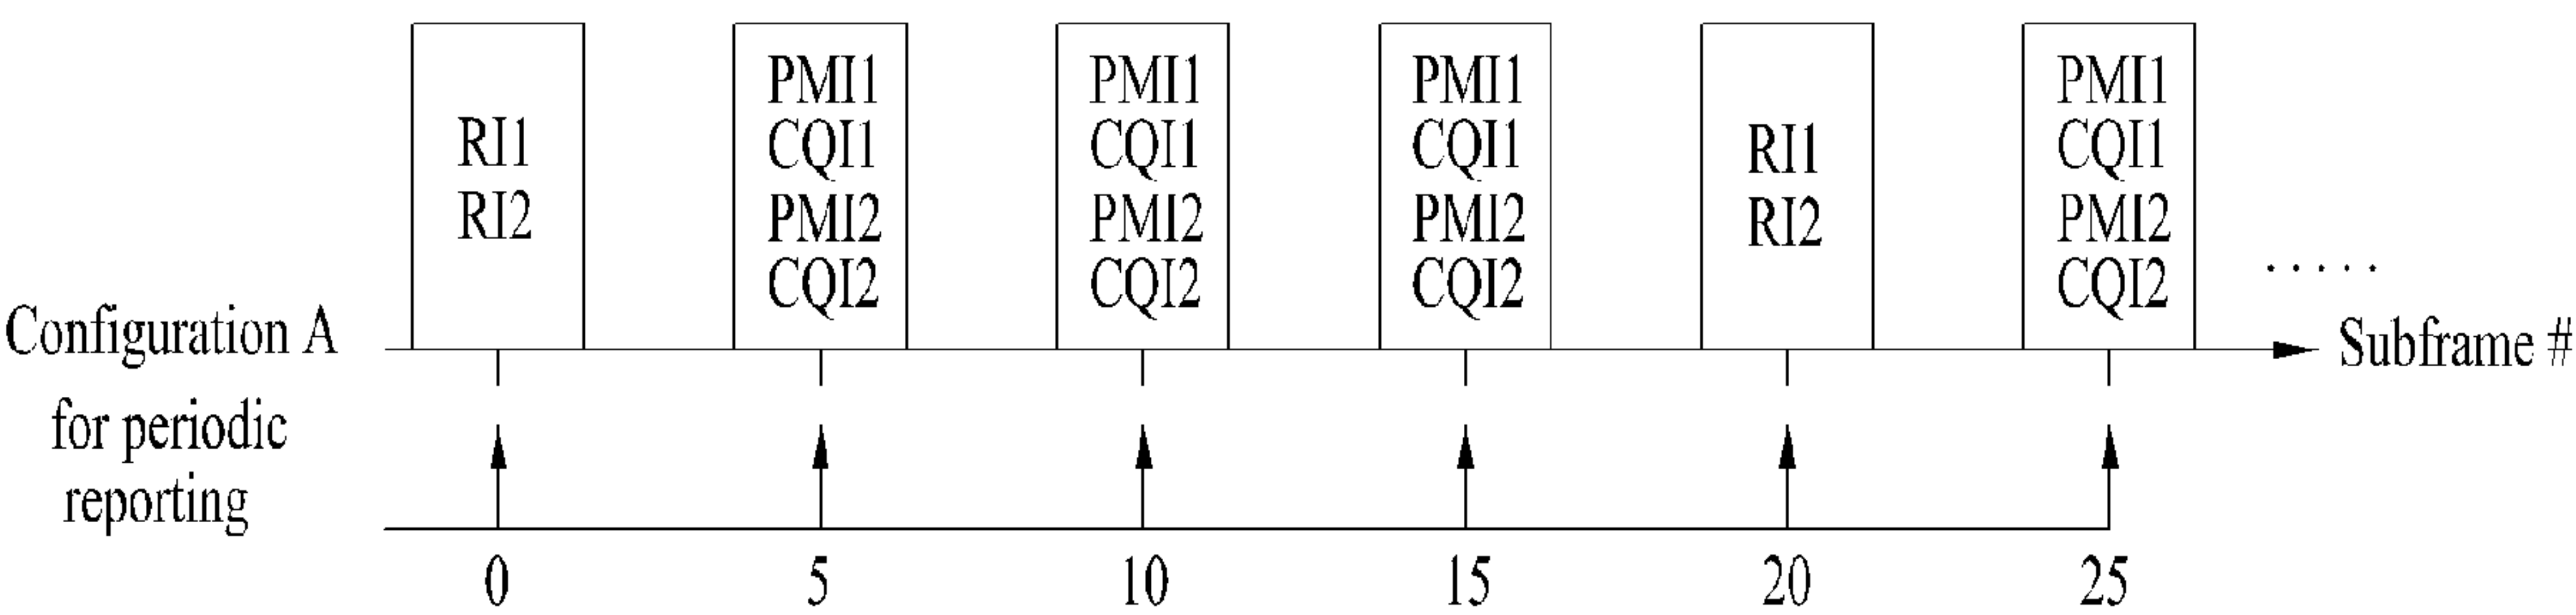 RI1
RI2
PMI1
CQI1
PMI2
CQI2
PMI1
CQI1
PMI2
CQI2
PMI1
CQI1
PMI2
CQI2
RI1
RI2
PMI1
CQI1
PMI2
CQI2
.....
Configuration A
for periodic
reporting
Subframe #
0 5 10 15 20 25